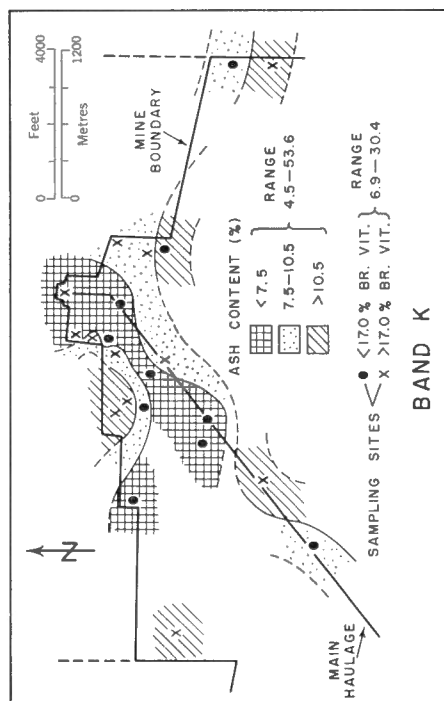 N
0 4000
Feet
Metres
0 1200
MINE
BOUNDARY
ASH CONTENT (%)
RANGE
<7.5
7.5–10.5 } 4.5–53.6
>10.5
RANGE
SAMPLING SITES < ● <17.0 % BR. VIT. } 6.9–30.4
x >17.0% BR. VIT.
MAIN
HAULAGE
BAND K